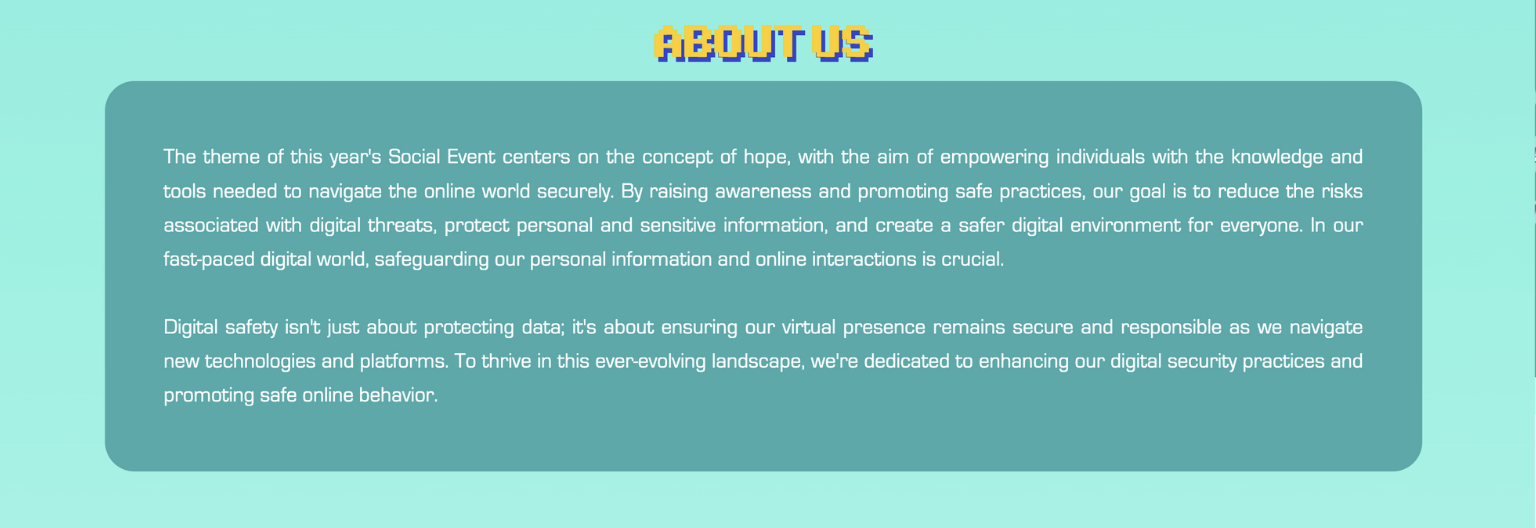 ABOUT US
The theme of this year's Social Event centers on the concept of hope, with the aim of empowering individuals with the knowledge and
tools needed to navigate the online world securely. By raising awareness and promoting safe practices, our goal is to reduce the risks
associated with digital threats, protect personal and sensitive information, and create a safer digital environment for everyone. In our
fast-paced digital world, safeguarding our personal information and online interactions is crucial.
Digital safety isn't just about protecting data; it's about ensuring our virtual presence remains secure and responsible as we navigate
new technologies and platforms. To thrive in this ever-evolving landscape, we're dedicated to enhancing our digital security practices and
promoting safe online behavior.